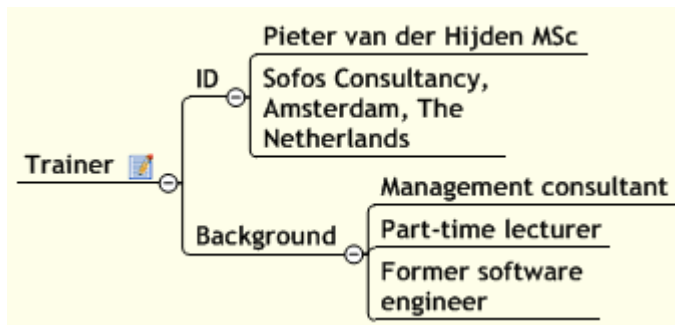 Pieter van der Hijden MSc
ID
Sofos Consultancy,
Amsterdam, The
Netherlands
Trainer
Management consultant
Background
Part-time lecturer
Former software
engineer